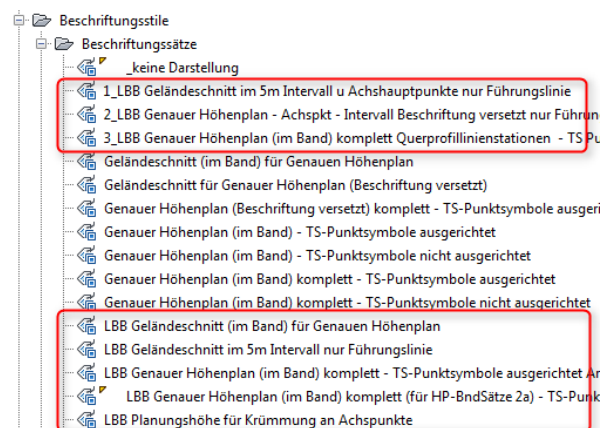 Beschriftungsstile
Beschriftungssätze
_keine Darstellung
1_LBB Geländeschnitt im 5m Intervall u Achshauptpunkte nur Führungslinie
2_LBB Genauer Höhenplan - Achspkt - Intervall Beschriftung versetzt nur Führun
3_LBB Genauer Höhenplan (im Band) komplett Querprofillinienstationen - TS-Pu
Geländeschnitt (im Band) für Genauen Höhenplan
Geländeschnitt für Genauer Höhenplan (Beschriftung versetzt)
Genauer Höhenplan (Beschriftung versetzt) komplett - TS-Punktsymbole ausgeri
Genauer Höhenplan (im Band) - TS-Punktsymbole ausgerichtet
Genauer Höhenplan (im Band) - TS-Punktsymbole nicht ausgerichtet
Genauer Höhenplan (im Band) komplett - TS-Punktsymbole ausgerichtet
Genauer Höhenplan (im Band) komplett - TS-Punktsymbole nicht ausgerichtet
LBB Geländeschnitt (im Band) für Genauen Höhenplan
LBB Geländeschnitt im 5m Intervall nur Führungslinie
LBB Genauer Höhenplan (im Band) komplett - TS-Punktsymbole ausgerichtet A
LBB Genauer Höhenplan (im Band) komplett (für HP-BndSätze 2a) - TS-Punk
LBB Planungshöhe für Krümmung an Achspunkte